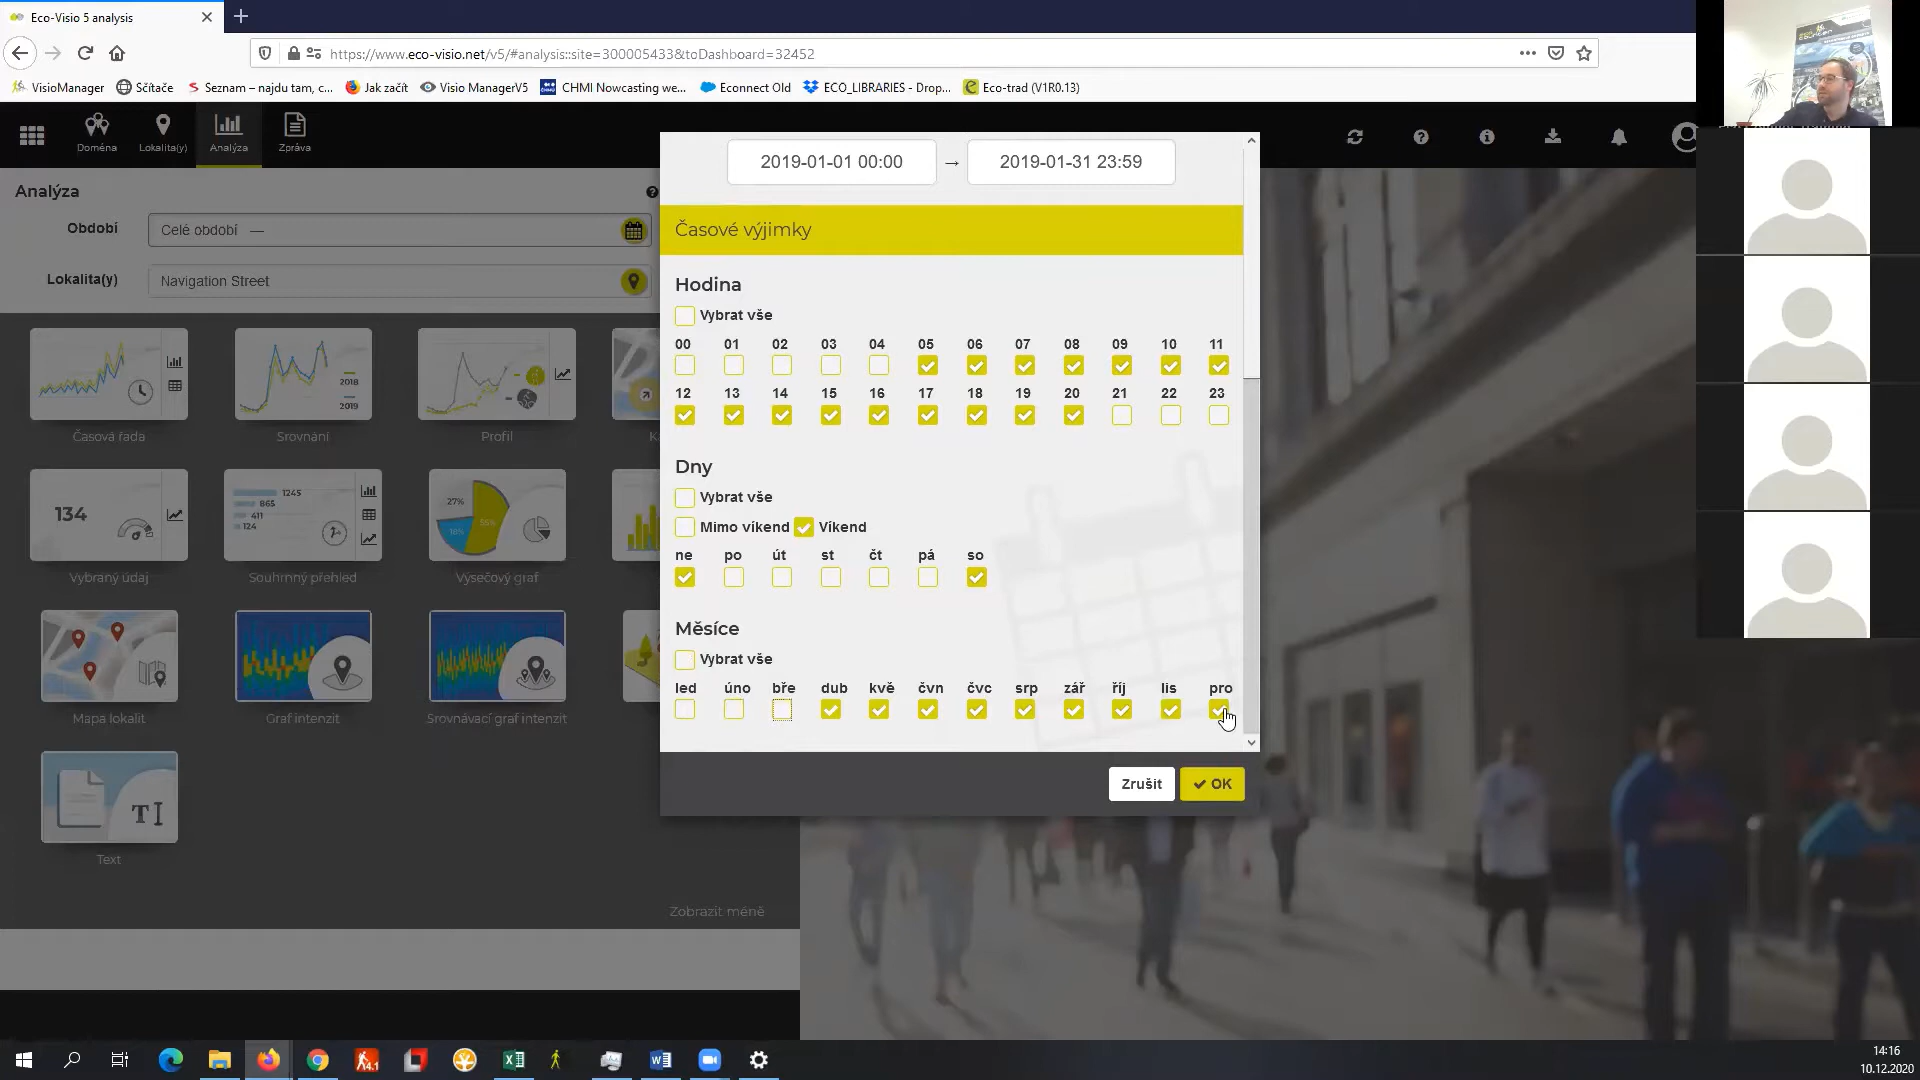 Eco-Visio 5 analysis
https://www.eco-visio.net/v5/#analysis::site=300005433&toDashboard=32452
VisioManager
Sčítače
Seznam – najdu tam, c...
Jak začít
Visio ManagerV5
CHMI Nowcasting we...
Econnect Old
ECO_LIBRARIES - Drop...
Eco-trad (V1R0.13)
Doména
Lokalita(y)
Analýza
Zpráva
Analýza
Období
Celé období —
Lokalita(y)
Navigation Street
2018
2019
Časová řada
Srovnání
Profil
134
1245
865
411
124
27%
18%
55%
Vybraný údaj
Souhrnný přehled
Výsečový graf
Mapa lokalit
Graf intenzit
Srovnávací graf intenzit
Text
Zobrazit méně
2019-01-01 00:00 → 2019-01-31 23:59
Časové výjimky
Hodina
Vybrat vše
00 01 02 03 04 05 06 07 08 09 10 11
12 13 14 15 16 17 18 19 20 21 22 23
Dny
Vybrat vše
Mimo víkend Víkend
ne po út st čt pá so
Měsíce
Vybrat vše
led úno bře dub kvě čvn čvc srp zář říj lis pro
Zrušit
OK
14:16
10.12.2020